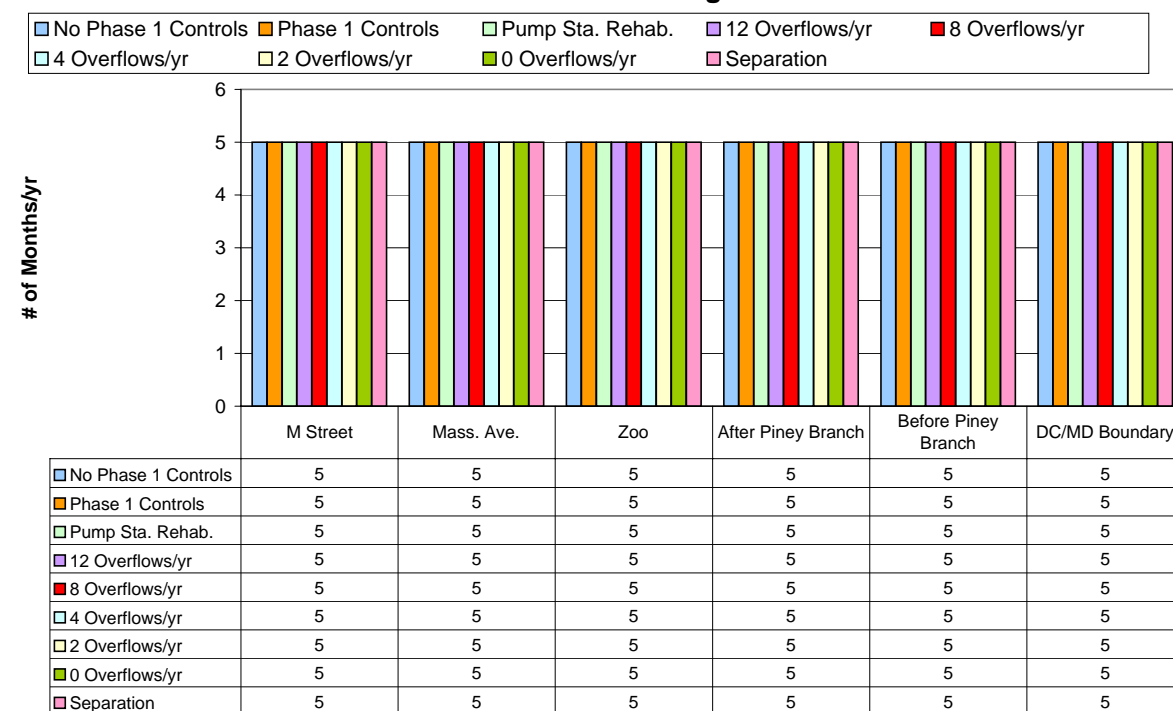 No Phase 1 Controls Phase 1 Controls Pump Sta. Rehab. 12 Overflows/yr 8 Overflows/yr
4 Overflows/yr 2 Overflows/yr 0 Overflows/yr Separation
# of Months/yr
6
5
4
3
2
1
0
M Street Mass. Ave. Zoo After Piney Branch Before Piney Branch DC/MD Boundary
No Phase 1 Controls 5 5 5 5 5 5
Phase 1 Controls 5 5 5 5 5 5
Pump Sta. Rehab. 5 5 5 5 5 5
12 Overflows/yr 5 5 5 5 5 5
8 Overflows/yr 5 5 5 5 5 5
4 Overflows/yr 5 5 5 5 5 5
2 Overflows/yr 5 5 5 5 5 5
0 Overflows/yr 5 5 5 5 5 5
Separation 5 5 5 5 5 5